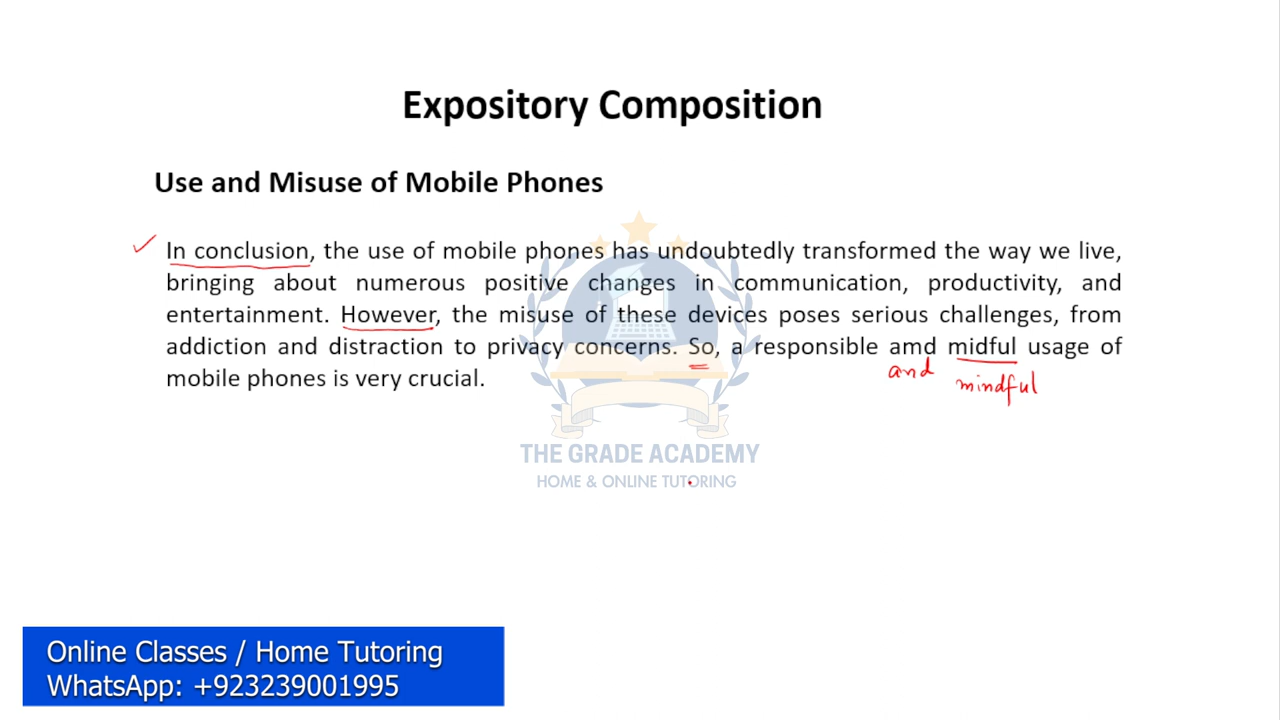 Expository Composition
Use and Misuse of Mobile Phones
In conclusion, the use of mobile phones has undoubtedly transformed the way we live,
bringing about numerous positive changes in communication, productivity, and
entertainment. However, the misuse of these devices poses serious challenges, from
addiction and distraction to privacy concerns. So, a responsible amd midful usage of
and mindful
mobile phones is very crucial.
THE GRADE ACADEMY
HOME & ONLINE TUTORING
Online Classes / Home Tutoring
WhatsApp: +923239001995